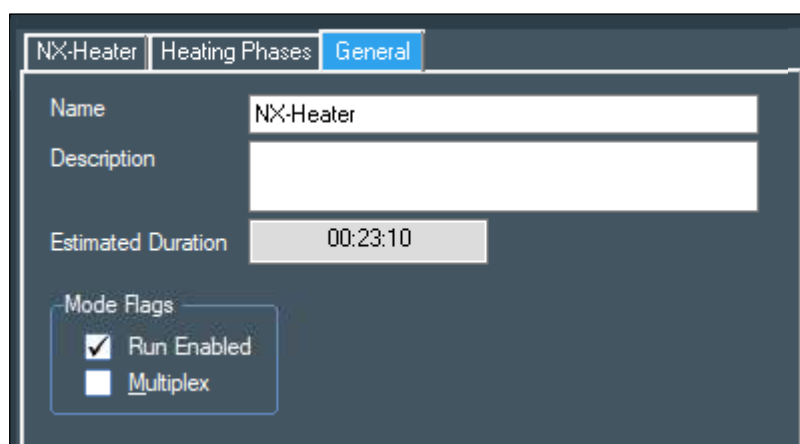 NX-Heater Heating Phases General
Name NX-Heater
Description
Estimated Duration 00:23:10
Mode Flags
Run Enabled
Multiplex